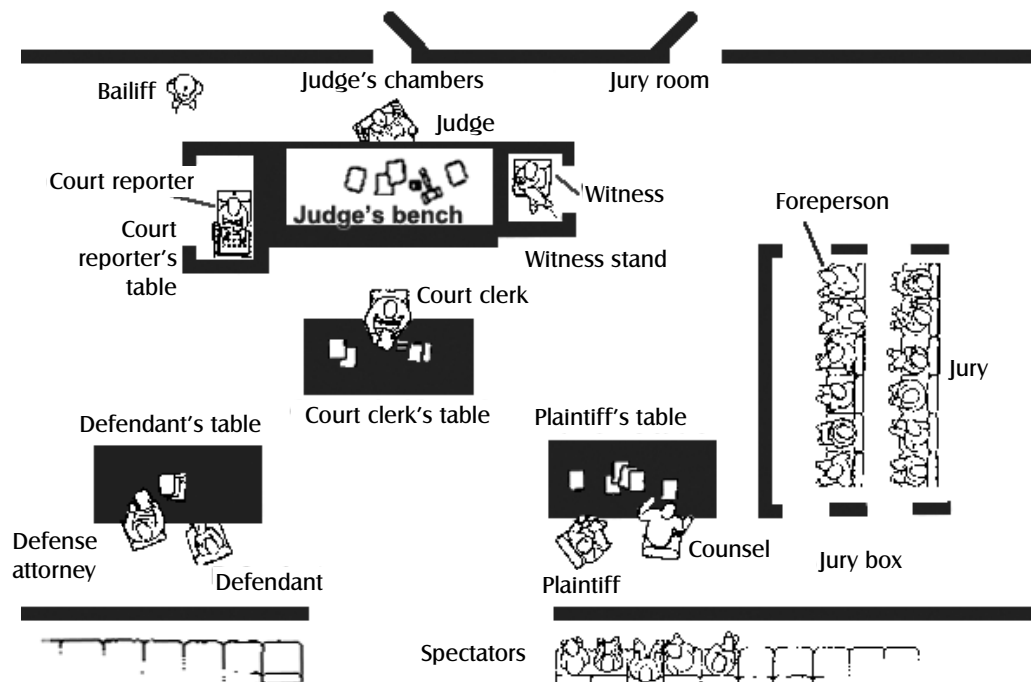 Judge's chambers
Jury room
Bailiff
Judge
Court reporter
Judge's bench
Witness
Foreperson
Court
reporter's
table
Witness stand
Court clerk
Jury
Defendant's table
Court clerk's table
Plaintiff's table
Defense
attorney
Defendant
Counsel
Plaintiff
Jury box
Spectators